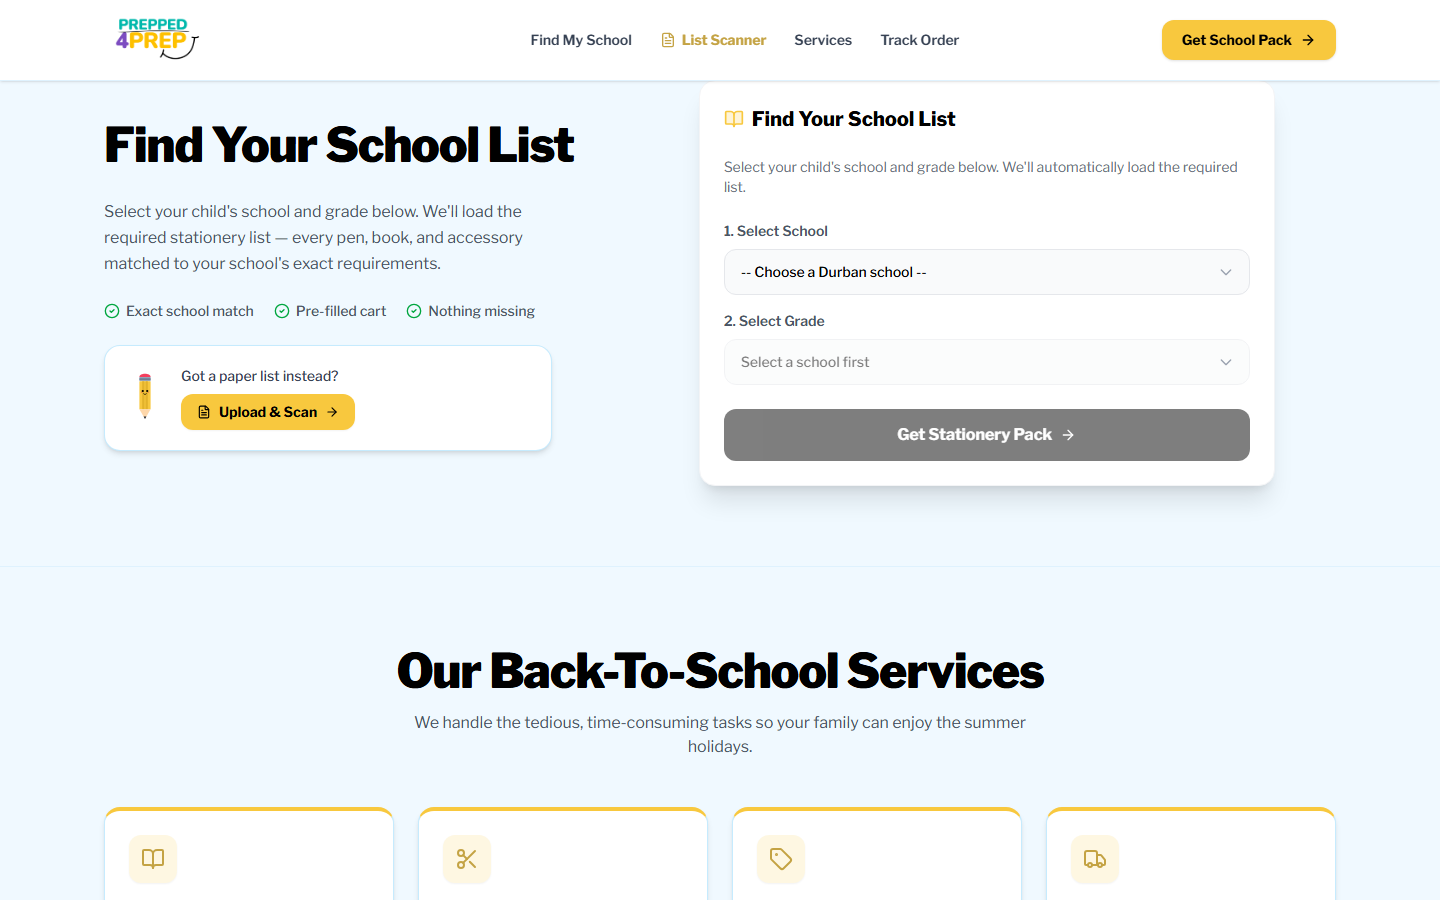 PREPPED
4PREP
Find My School
List Scanner
Services
Track Order
Get School Pack
Find Your School List
Select your child's school and grade below. We'll load the
required stationery list — every pen, book, and accessory
matched to your school's exact requirements.
Exact school match
Pre-filled cart
Nothing missing
Got a paper list instead?
Upload & Scan
Find Your School List
Select your child's school and grade below. We'll automatically load the required
list.
1. Select School
-- Choose a Durban school --
2. Select Grade
Select a school first
Get Stationery Pack
Our Back-To-School Services
We handle the tedious, time-consuming tasks so your family can enjoy the summer
holidays.